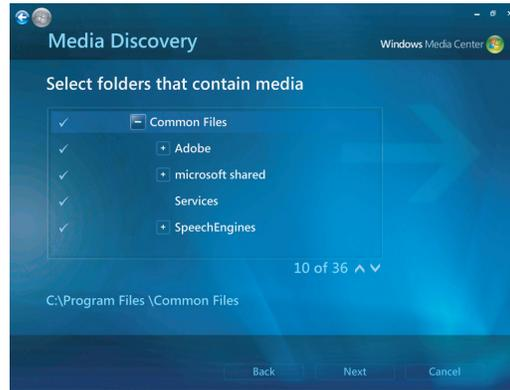 Media Discovery
Windows Media Center
Select folders that contain media
Common Files
Adobe
microsoft shared
Services
SpeechEngines
10 of 36
C:\Program Files \Common Files
Back Next Cancel